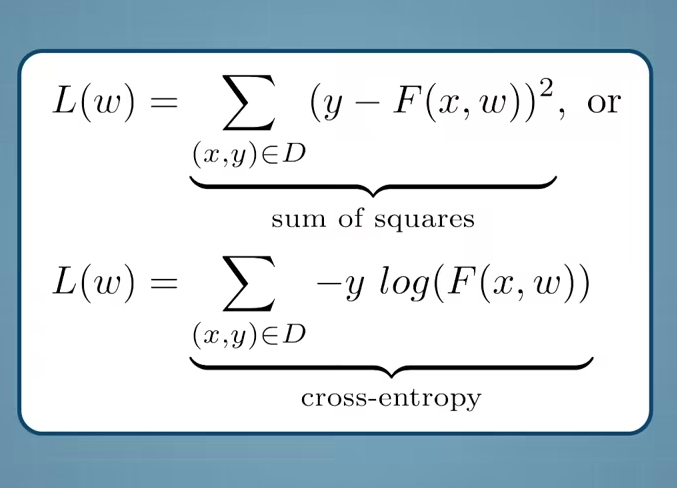 L(w) = ∑ (y − F(x, w))², or
(x,y)∈D
sum of squares
L(w) = ∑ −y log(F(x, w))
(x,y)∈D
cross-entropy